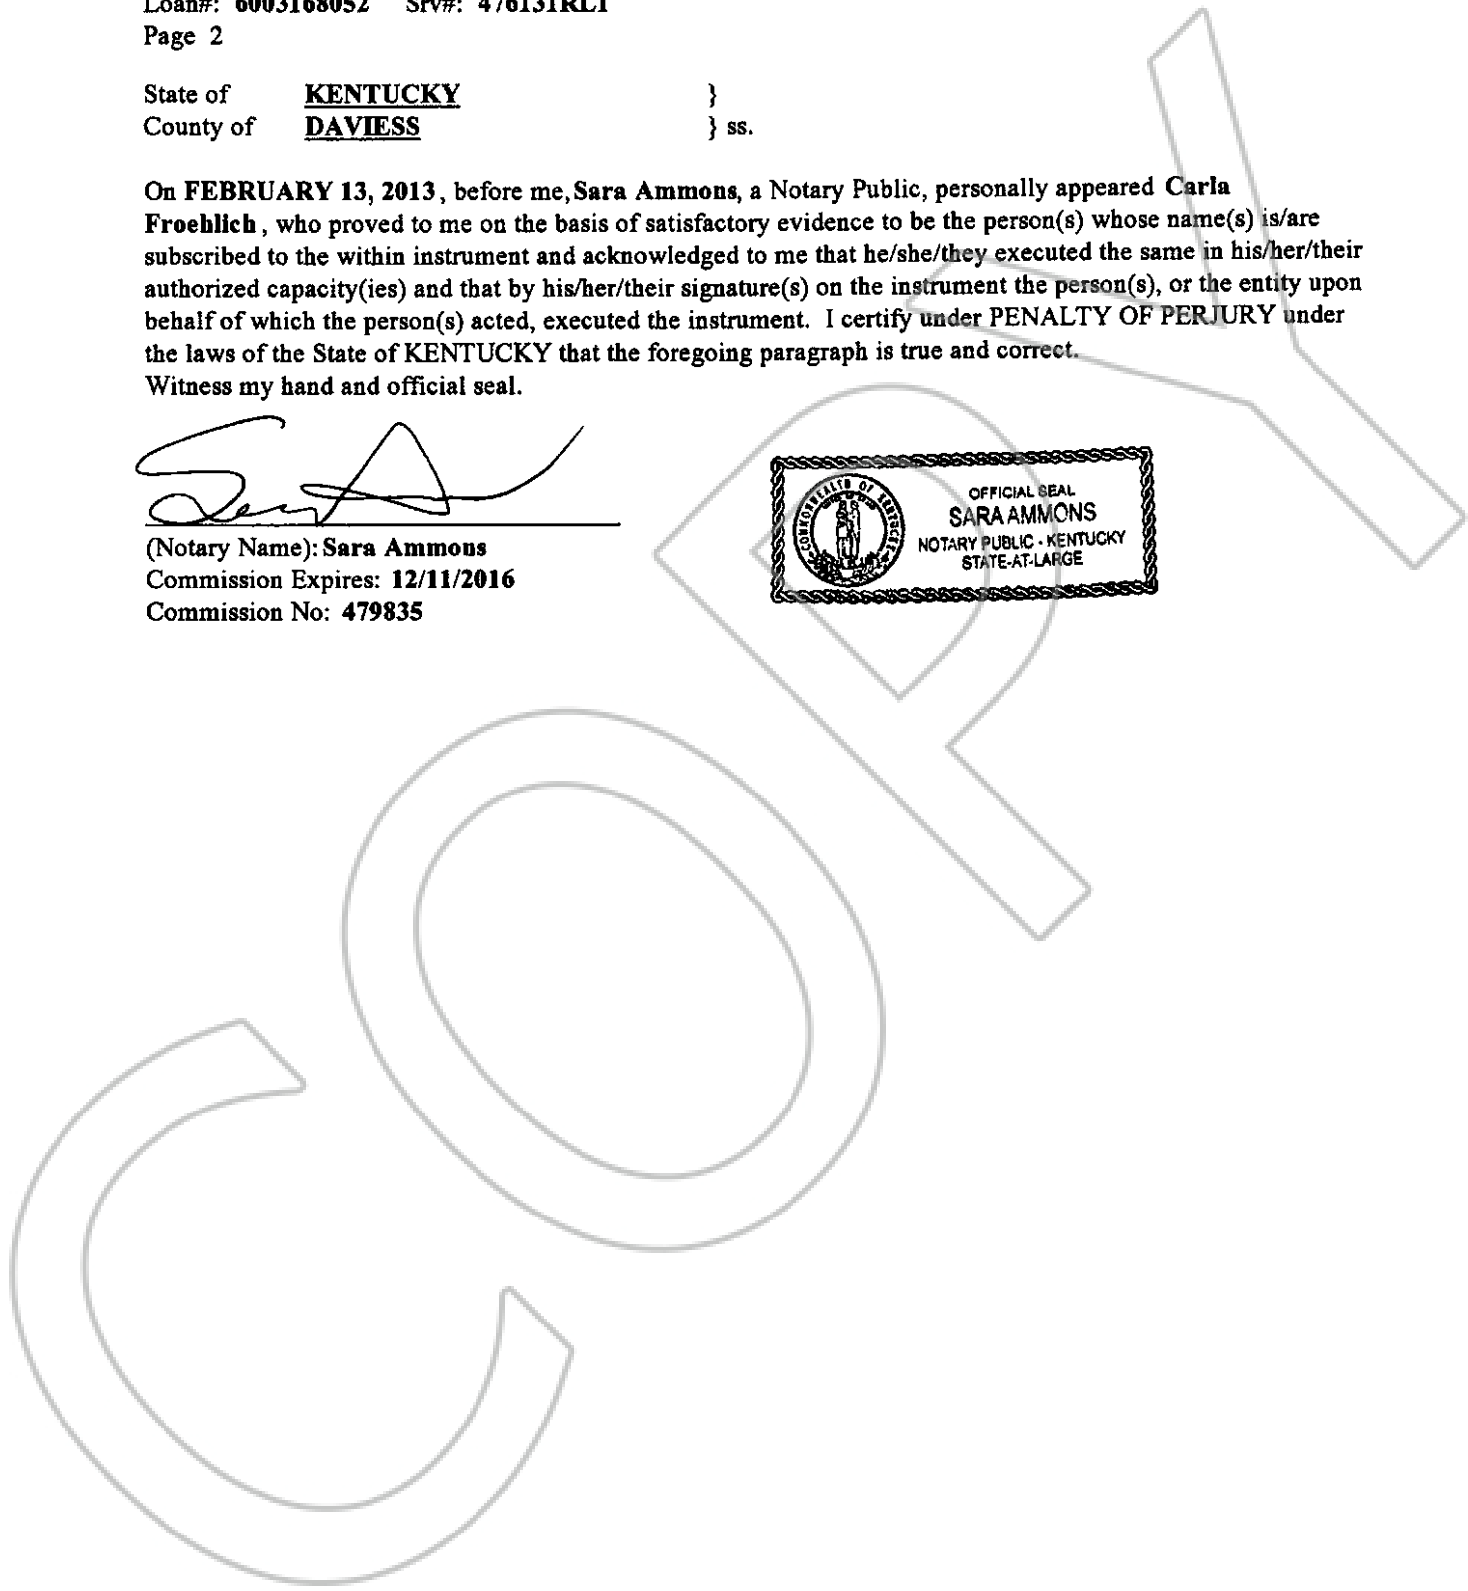 Loan#: 6003168052 Srv#: 476131RL1
Page 2
State of KENTUCKY }
County of DAVIESS } ss.
On FEBRUARY 13, 2013, before me, Sara Ammons, a Notary Public, personally appeared Carla
Froehlich, who proved to me on the basis of satisfactory evidence to be the person(s) whose name(s) is/are
subscribed to the within instrument and acknowledged to me that he/she/they executed the same in his/her/their
authorized capacity(ies) and that by his/her/their signature(s) on the instrument the person(s), or the entity upon
behalf of which the person(s) acted, executed the instrument. I certify under PENALTY OF PERJURY under
the laws of the State of KENTUCKY that the foregoing paragraph is true and correct.
Witness my hand and official seal.
(Notary Name): Sara Ammons
Commission Expires: 12/11/2016
Commission No: 479835
COMMONWEALTH OF KENTUCKY
OFFICIAL SEAL
SARA AMMONS
NOTARY PUBLIC - KENTUCKY
STATE-AT-LARGE
COPY